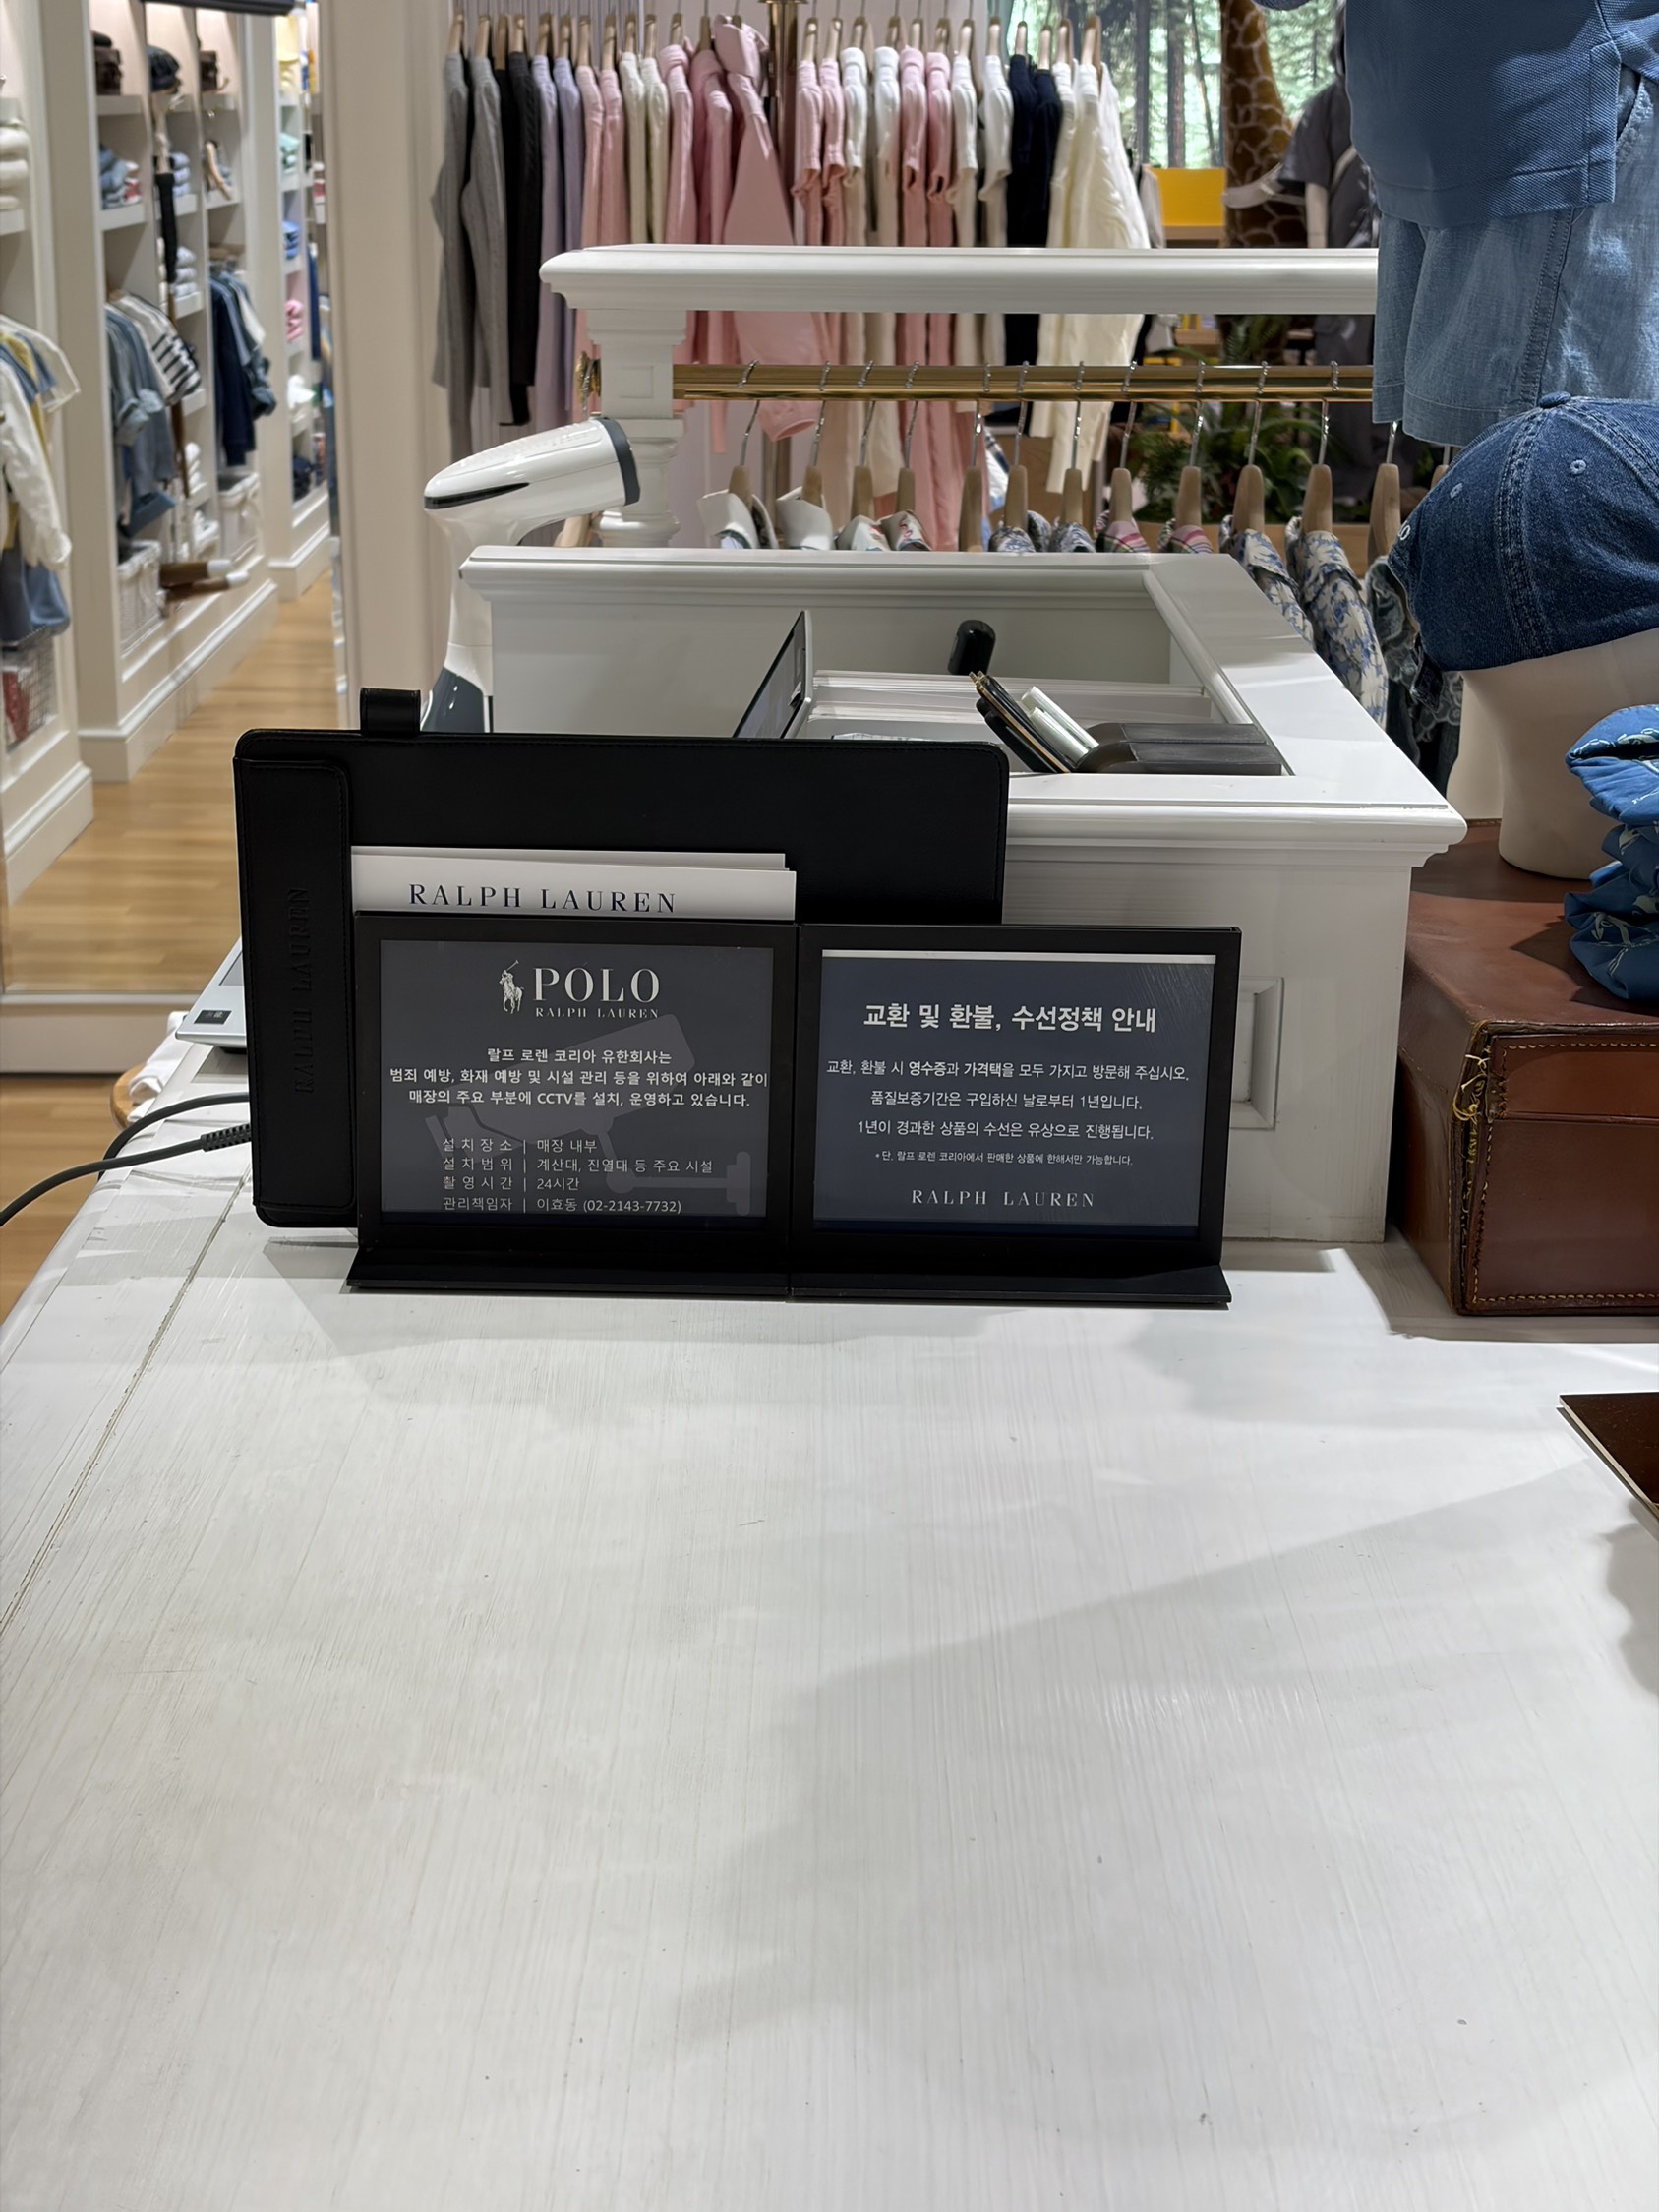 RALPH LAUREN
RALPH LAUREN
POLO
RALPH LAUREN
랄프 로렌 코리아 유한회사는
범죄 예방, 화재 예방 및 시설 관리 등을 위하여 아래와 같이
매장의 주요 부분에 CCTV를 설치, 운영하고 있습니다.
설 치 장 소 | 매장 내부
설 치 범 위 | 계산대, 진열대 등 주요 시설
촬 영 시 간 | 24시간
관리책임자 | 이효동 (02-2143-7732)
교환 및 환불, 수선정책 안내
교환, 환불 시 영수증과 가격택을 모두 가지고 방문해 주십시오.
품질보증기간은 구입하신 날로부터 1년입니다.
1년이 경과한 상품의 수선은 유상으로 진행됩니다.
* 단, 랄프 로렌 코리아에서 판매한 상품에 한해서만 가능합니다.
RALPH LAUREN